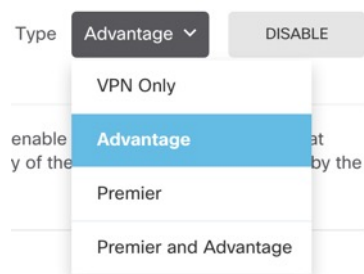 Type Advantage DISABLE
VPN Only
enable Advantage at
y of the by the
Premier
Premier and Advantage